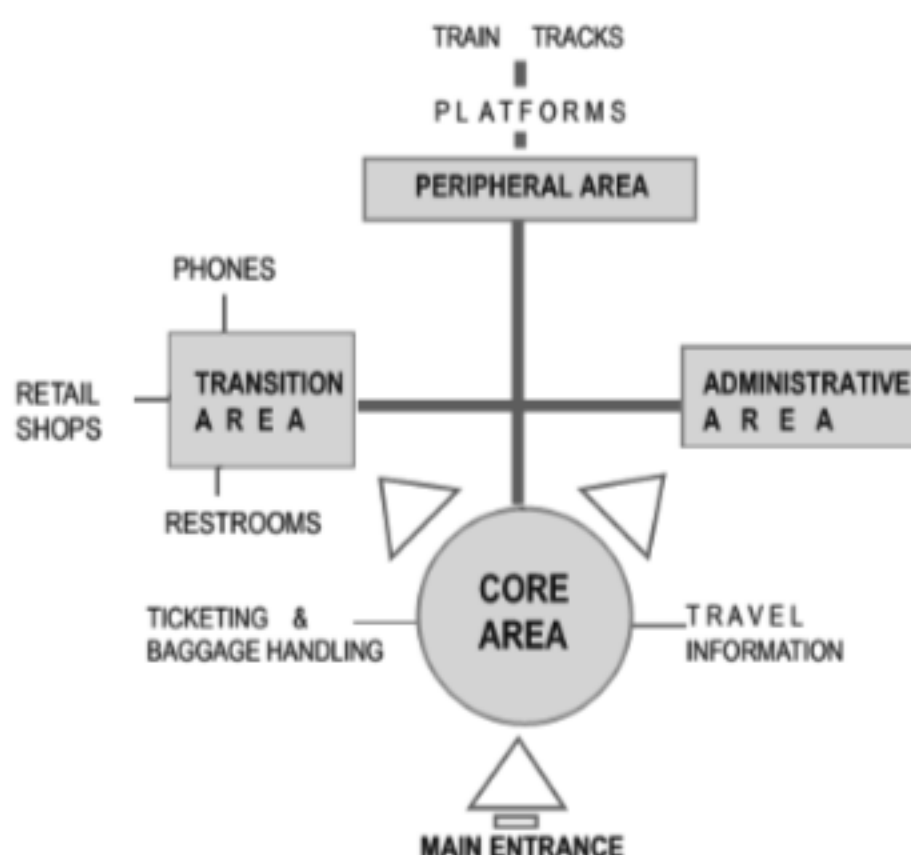 TRAIN TRACKS
PLATFORMS
PERIPHERAL AREA
PHONES
RETAIL
SHOPS
TRANSITION
AREA
ADMINISTRATIVE
AREA
RESTROOMS
CORE
AREA
TICKETING &
BAGGAGE HANDLING
TRAVEL
INFORMATION
MAIN ENTRANCE